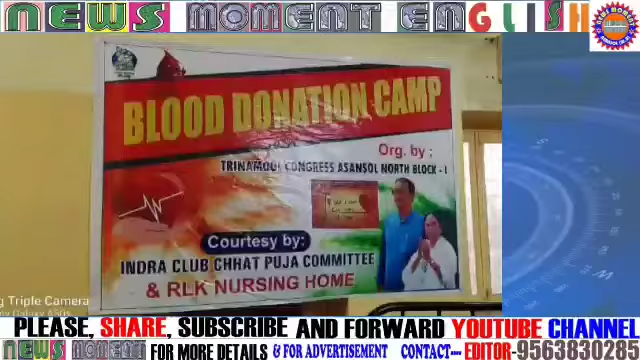 NEWS MOMENT ENGLISH
BLOOD DONATION CAMP
Org. by :
TRINAMOUL CONGRESS ASANSOL NORTH BLOCK - I
Courtesy by:
INDRA CLUB CHHAT PUJA COMMITTEE
& RLK NURSING HOME
Triple Camera
PLEASE, SHARE, SUBSCRIBE AND FORWARD YOUTUBE CHANNEL
NEWS MOMENT FOR MORE DETAILS & FOR ADVERTISEMENT CONTACT--- EDITOR-9563830285